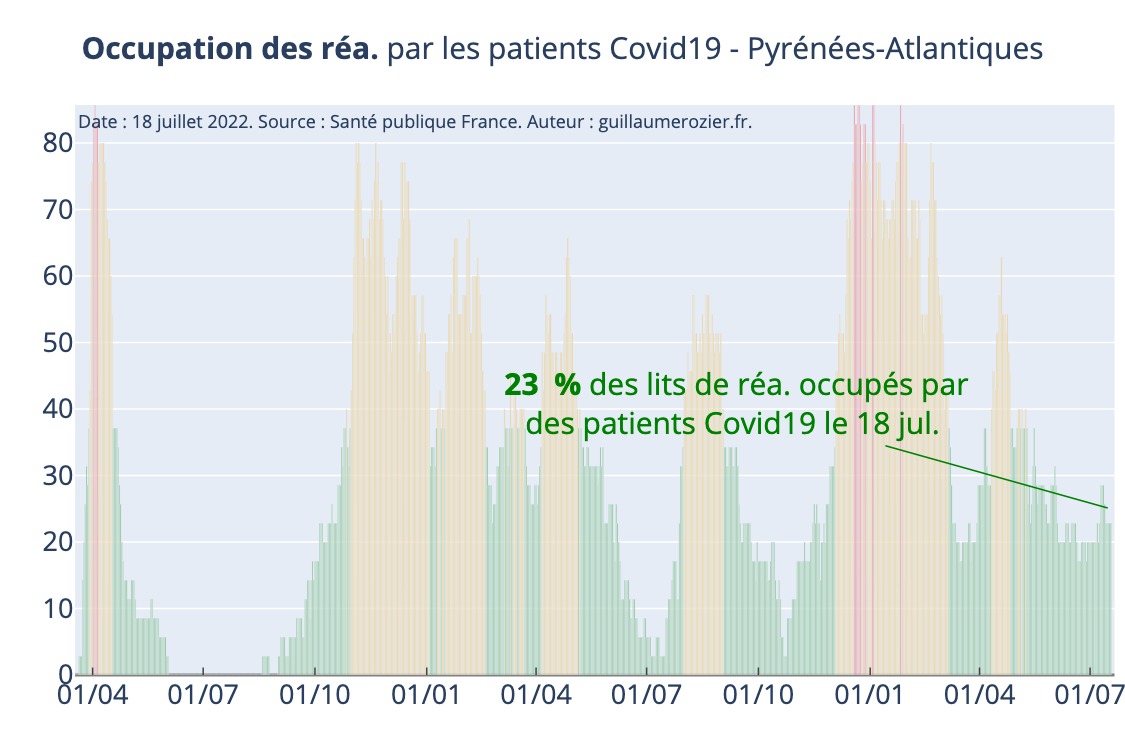 Occupation des réa. par les patients Covid19 - Pyrénées-Atlantiques
Date : 18 juillet 2022. Source : Santé publique France. Auteur : guillaumerozier.fr.
80
70
60
50
23 % des lits de réa. occupés par
40
des patients Covid19 le 18 jul.
30
20
10
0
01/04 01/07 01/10 01/01 01/04 01/07 01/10 01/01 01/04 01/07